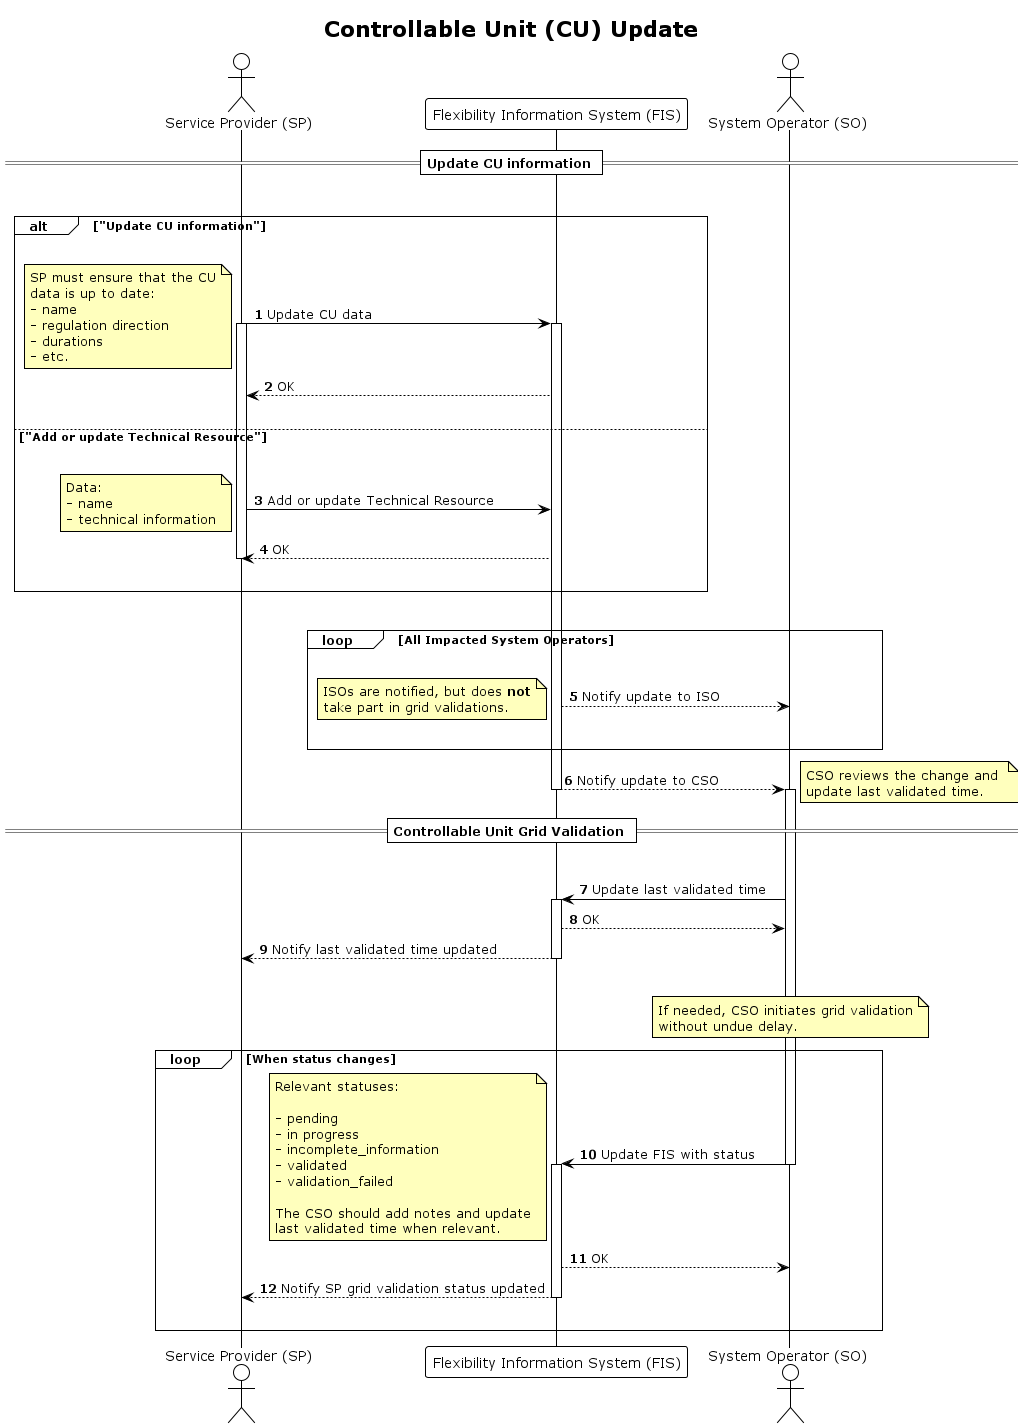 Controllable Unit (CU) Update
Service Provider (SP)
Flexibility Information System (FIS)
System Operator (SO)
Update CU information
alt
["Update CU information"]
SP must ensure that the CU
data is up to date:
- name
- regulation direction
- durations
- etc.
1 Update CU data
2 OK
["Add or update Technical Resource"]
Data:
- name
- technical information
3 Add or update Technical Resource
4 OK
loop
[All Impacted System Operators]
ISOs are notified, but does not
take part in grid validations.
5 Notify update to ISO
6 Notify update to CSO
CSO reviews the change and
update last validated time.
Controllable Unit Grid Validation
7 Update last validated time
8 OK
9 Notify last validated time updated
If needed, CSO initiates grid validation
without undue delay.
loop
[When status changes]
Relevant statuses:
- pending
- in progress
- incomplete_information
- validated
- validation_failed
The CSO should add notes and update
last validated time when relevant.
10 Update FIS with status
11 OK
12 Notify SP grid validation status updated
Service Provider (SP)
Flexibility Information System (FIS)
System Operator (SO)